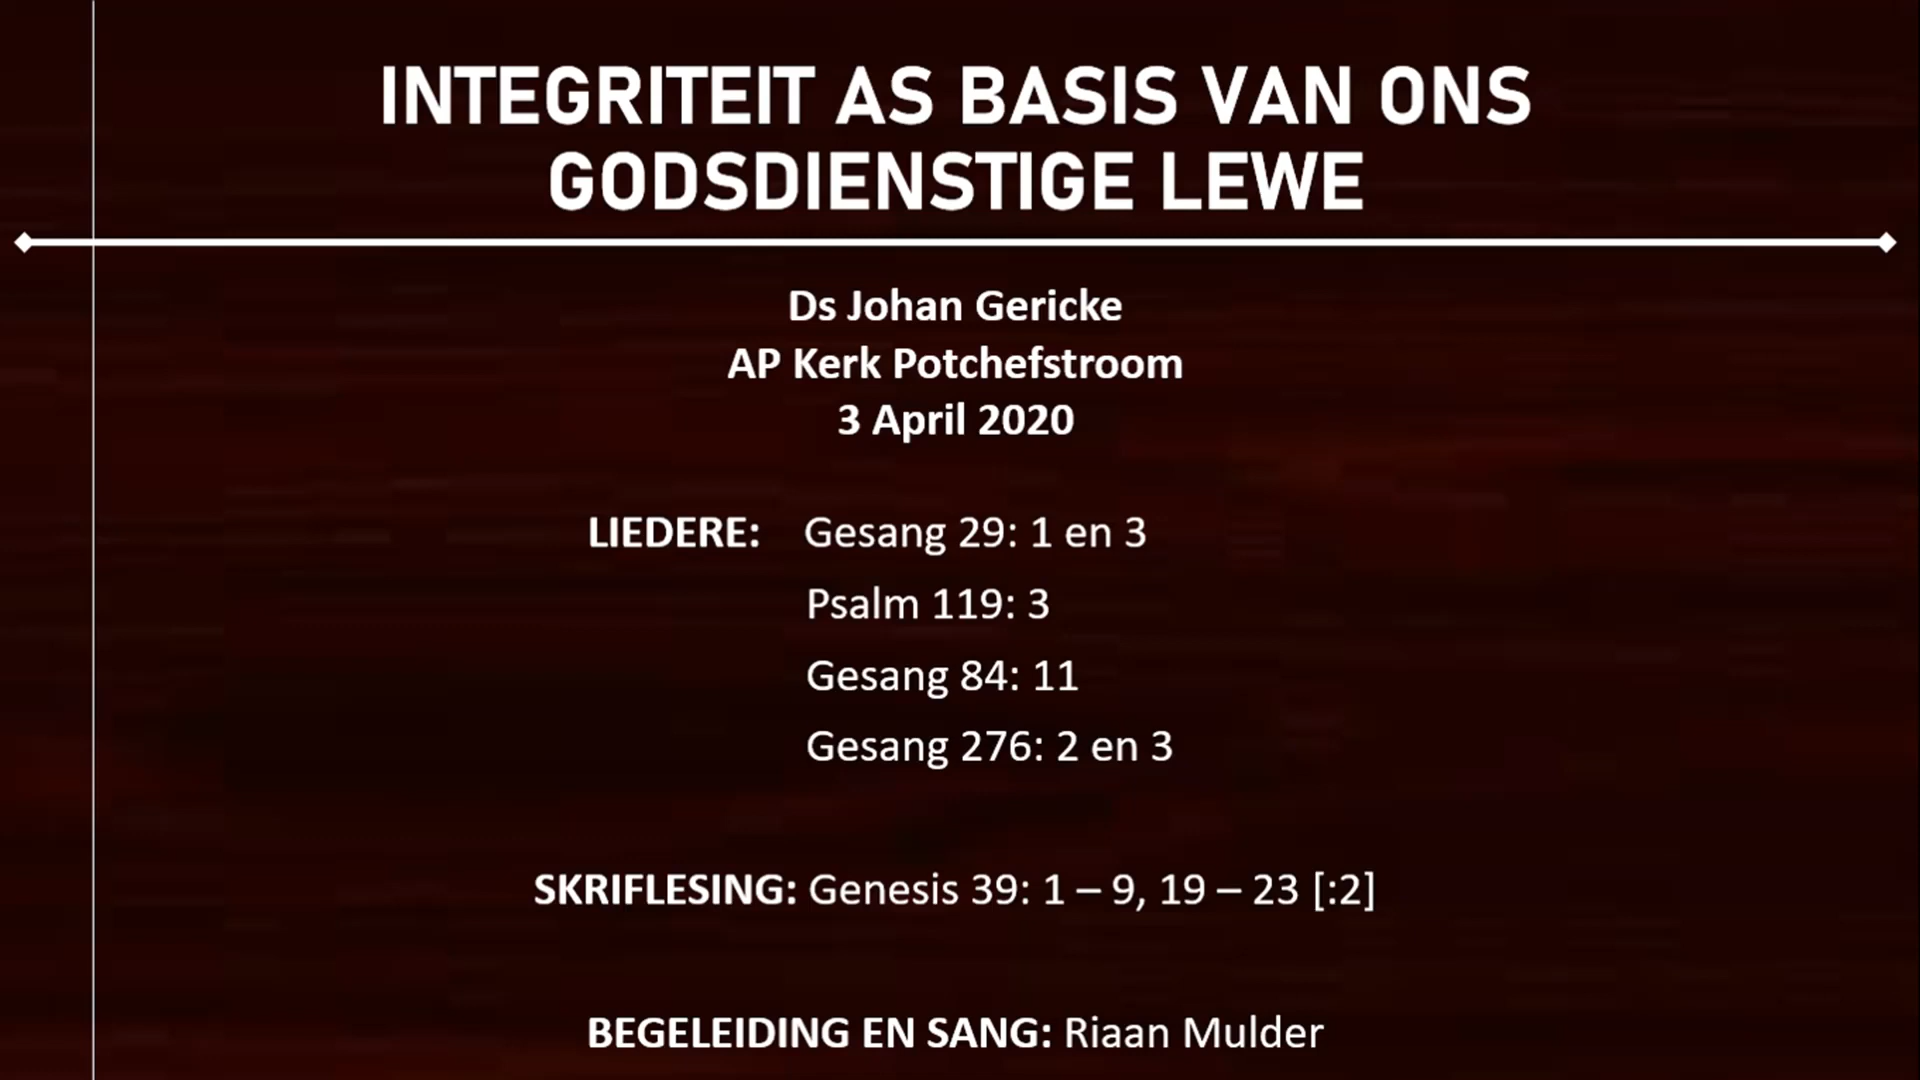 INTEGRITEIT AS BASIS VAN ONS
GODSDIENSTIGE LEWE
Ds Johan Gericke
AP Kerk Potchefstroom
3 April 2020
LIEDERE: Gesang 29: 1 en 3
Psalm 119: 3
Gesang 84: 11
Gesang 276: 2 en 3
SKRIFLESING: Genesis 39: 1 – 9, 19 – 23 [:2]
BEGELEIDING EN SANG: Riaan Mulder